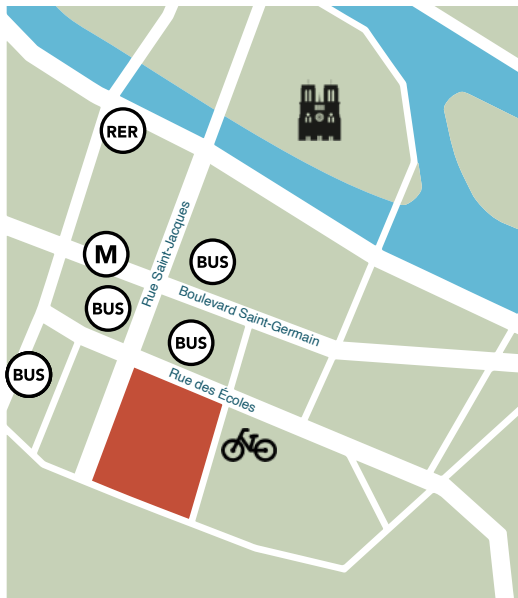 RER
Rue Saint-Jacques
M
BUS
Boulevard Saint-Germain
BUS
BUS
BUS
Rue des Écoles